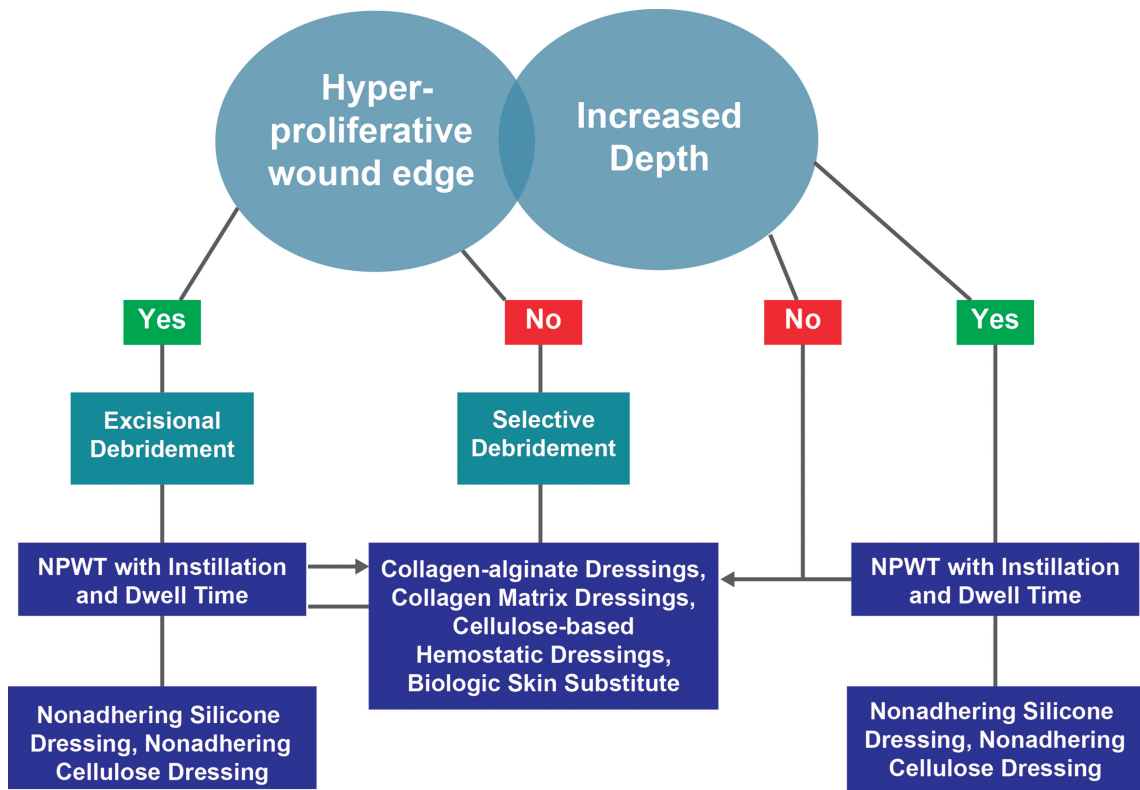 Hyper-
proliferative
wound edge
Increased
Depth
Yes
No
No
Yes
Excisional
Debridement
Selective
Debridement
NPWT with Instillation
and Dwell Time
Collagen-alginate Dressings,
Collagen Matrix Dressings,
Cellulose-based
Hemostatic Dressings,
Biologic Skin Substitute
NPWT with Instillation
and Dwell Time
Nonadhering Silicone
Dressing, Nonadhering
Cellulose Dressing
Nonadhering Silicone
Dressing, Nonadhering
Cellulose Dressing